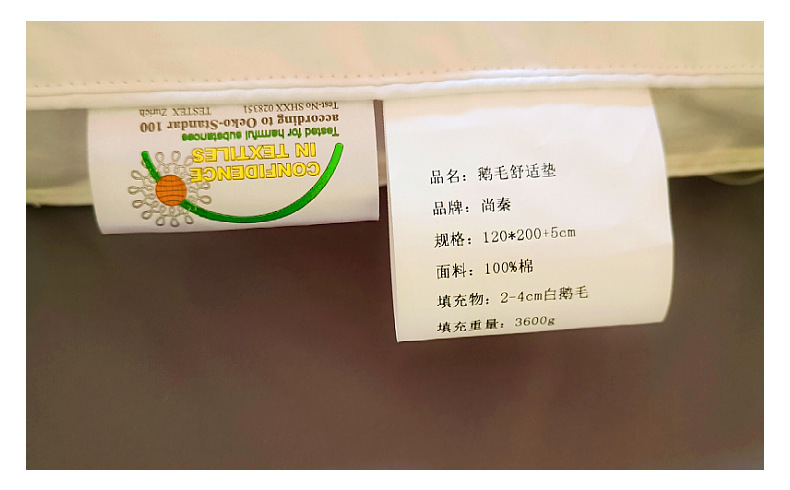 CONFIDENCE
IN TEXTILES
Tested for harmful substances
according to Oeko-Standar 100
Test-No SHXX 028351 TESTEX Zurich
品名：鹅毛舒适垫
品牌：尚秦
规格：120*200+5cm
面料：100%棉
填充物：2-4cm白鹅毛
填充重量：3600g